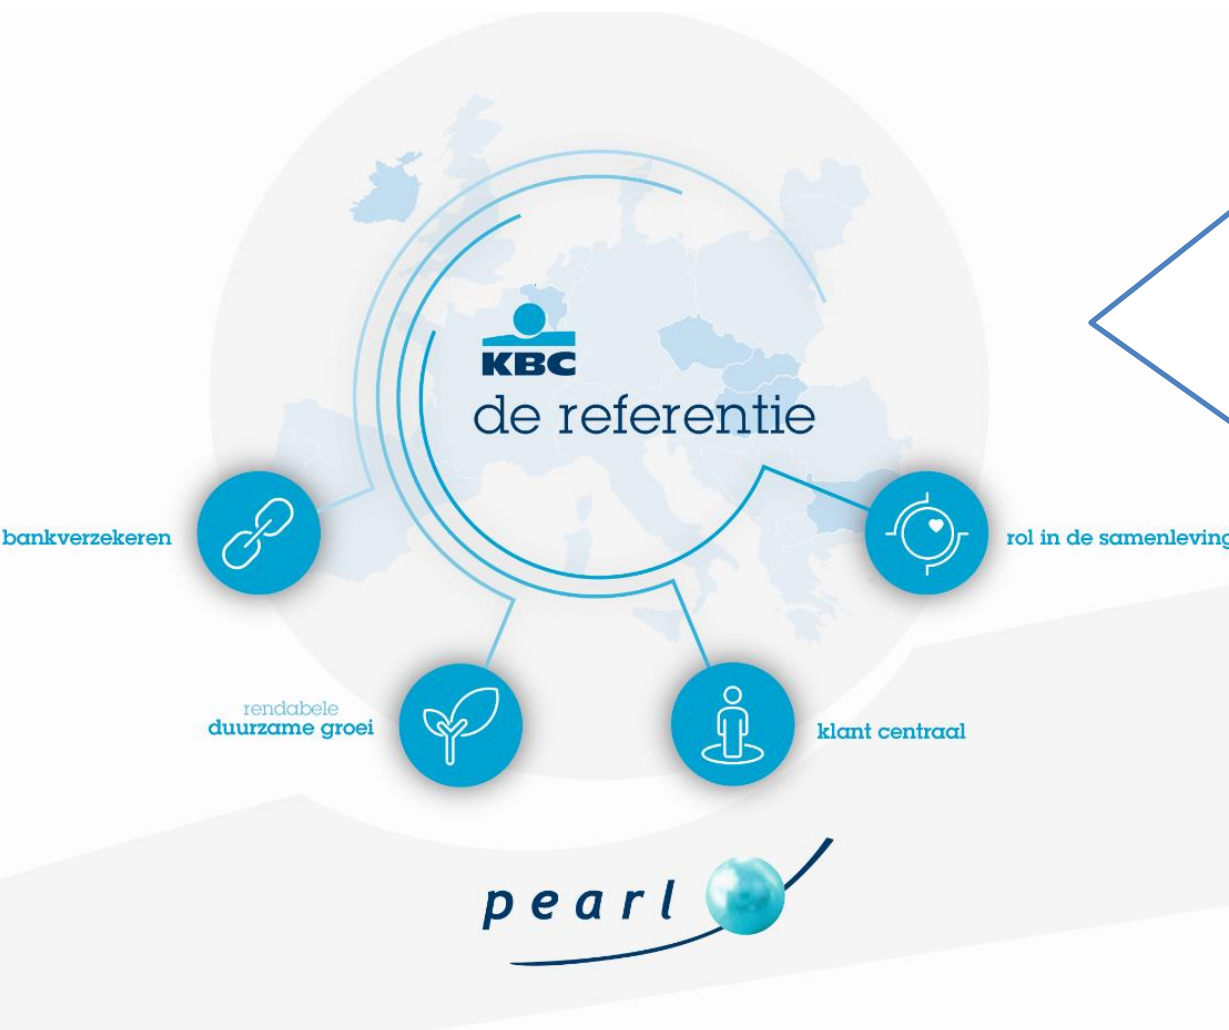 KBC
de referentie
bankverzekeren
rol in de samenleving
rendabele
duurzame groei
klant centraal
pearl